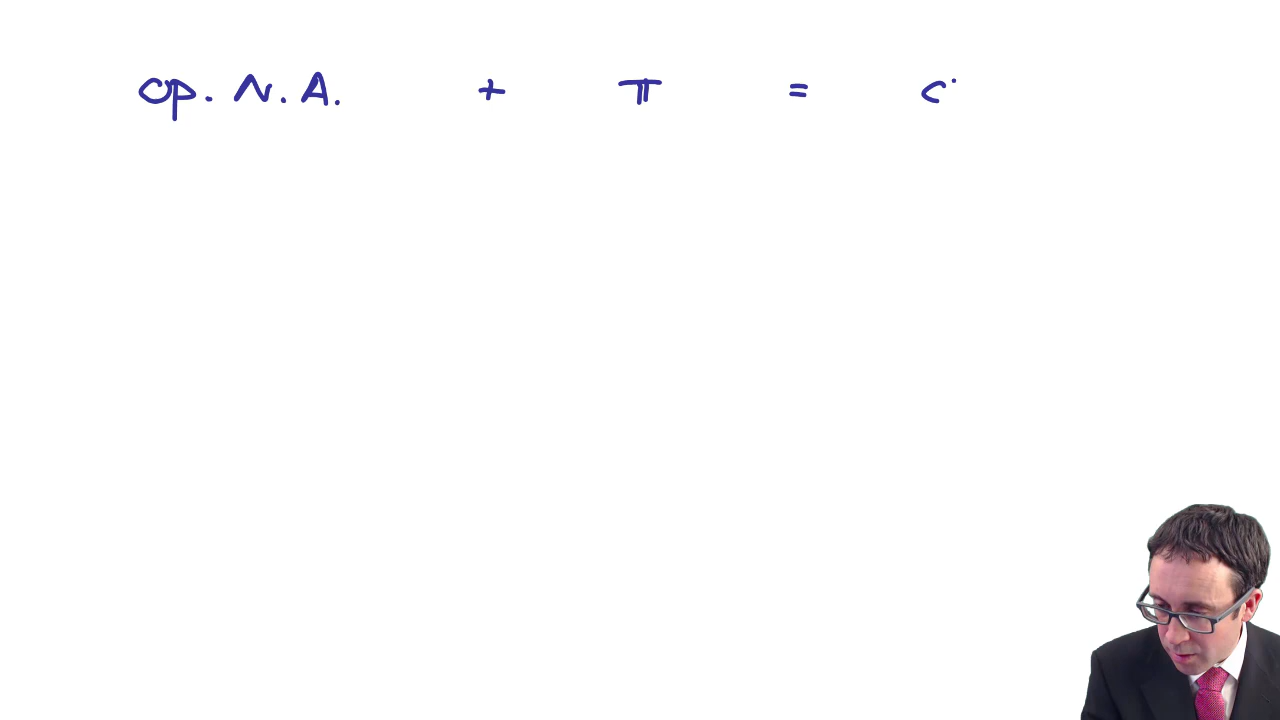 op. N. A. + π = c